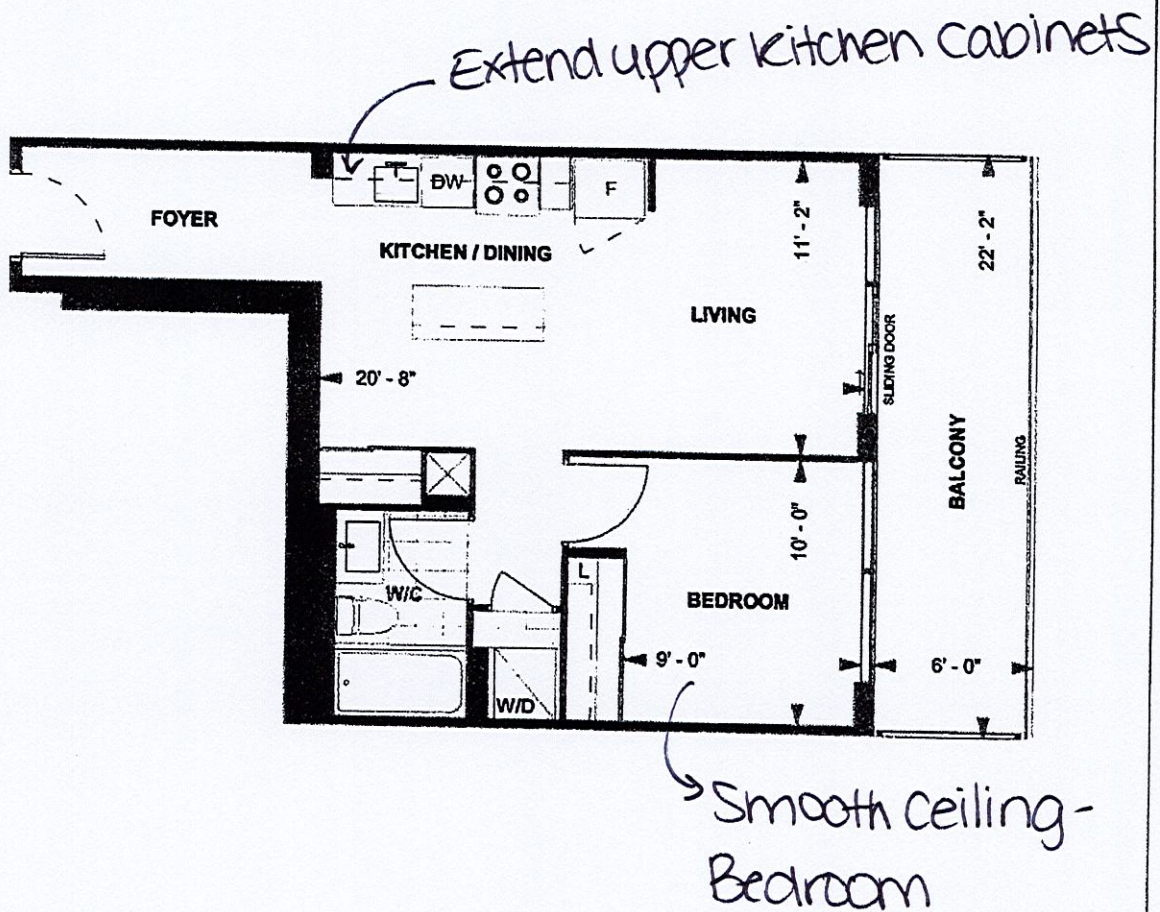 Extend upper kitchen cabinets
FOYER
DW
F
KITCHEN / DINING
11' - 2"
22' - 2"
LIVING
SLIDING DOOR
20' - 8"
BALCONY
RAILING
10' - 0"
L
W/C
BEDROOM
9' - 0"
6' - 0"
W/D
Smooth ceiling -
Bedroom